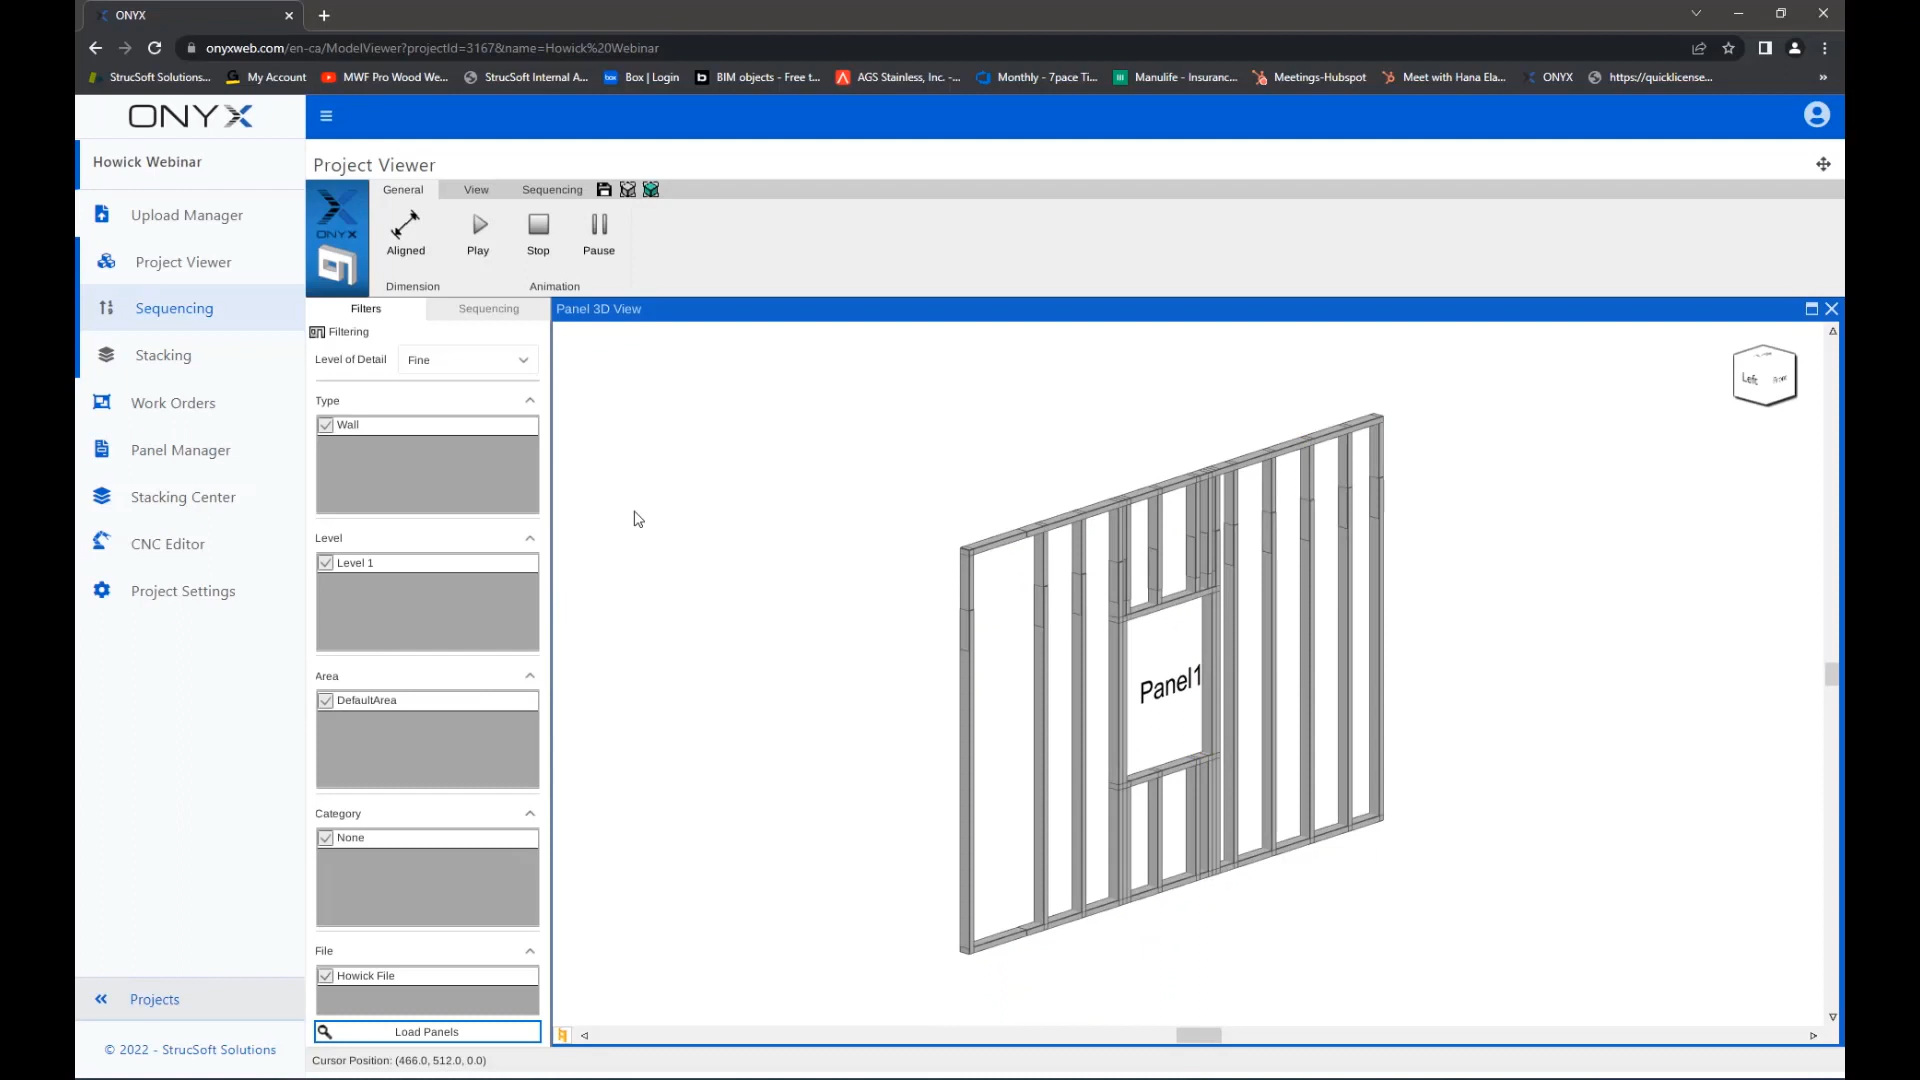 ONYX
onyxweb.com/en-ca/ModelViewer?projectId=3167&name=Howick%20Webinar
StrucSoft Solutions...
My Account
MWF Pro Wood We...
StrucSoft Internal A...
Box | Login
BIM objects - Free t...
AGS Stainless, Inc. -...
Monthly - 7pace Ti...
Manulife - Insuranc...
Meetings-Hubspot
Meet with Hana Ela...
ONYX
https://quicklicense...
»
ONYX
Howick Webinar
Upload Manager
Project Viewer
Sequencing
Stacking
Work Orders
Panel Manager
Stacking Center
CNC Editor
Project Settings
Projects
© 2022 - StrucSoft Solutions
Project Viewer
ONYX
General
View
Sequencing
Aligned
Play
Stop
Pause
Dimension
Animation
Filters
Sequencing
Filtering
Level of Detail
Fine
Type
Wall
Level
Level 1
Area
DefaultArea
Category
None
File
Howick File
Load Panels
Cursor Position: (466.0, 512.0, 0.0)
Panel 3D View
Left
Front
Panel1